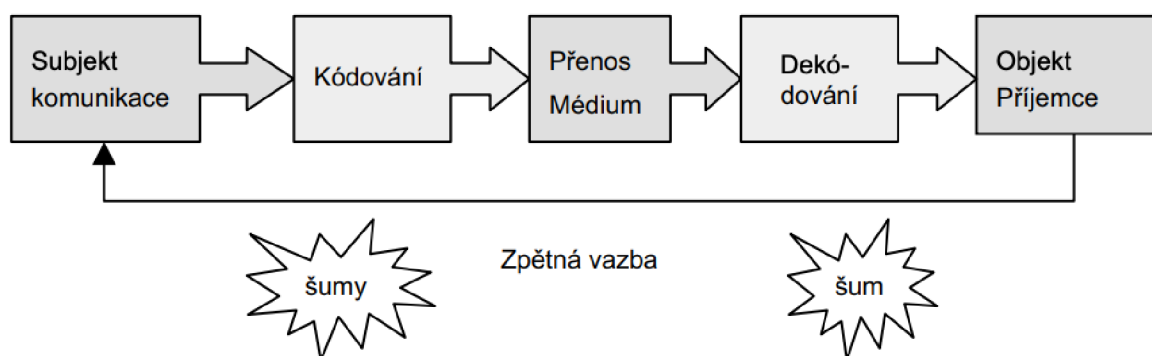 Subjekt
komunikace
Kódování
Přenos
Médium
Dekó-
dování
Objekt
Příjemce
Zpětná vazba
šumy
šum